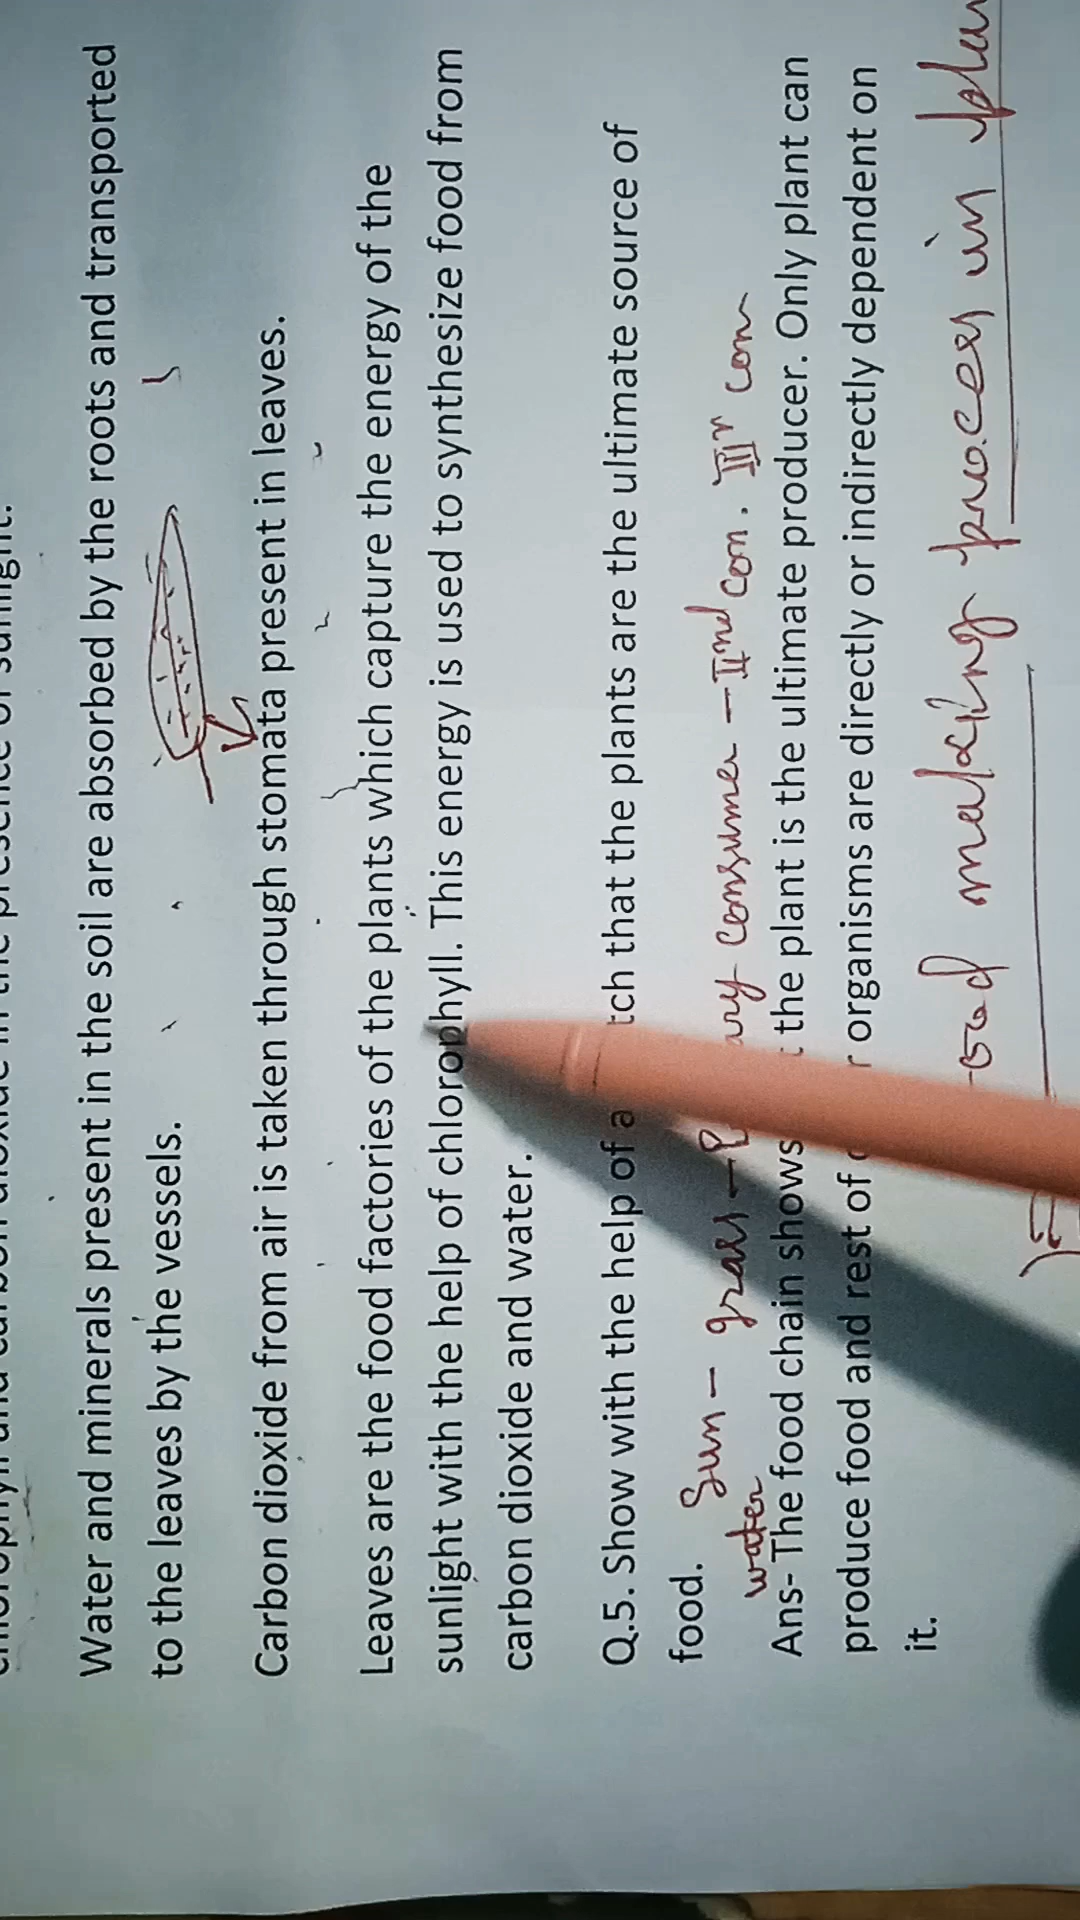 Water and minerals present in the soil are absorbed by the roots and transported
to the leaves by the vessels.
Carbon dioxide from air is taken through stomata present in leaves.
Leaves are the food factories of the plants which capture the energy of the
sunlight with the help of chlorophyll. This energy is used to synthesize food from
carbon dioxide and water.
Q.5. Show with the help of a tch that the plants are the ultimate source of
food.
Sun - grass - P ary consumer - IInd con. IIIr con
water
Ans- The food chain shows the plant is the ultimate producer. Only plant can
produce food and rest of organisms are directly or indirectly dependent on
it.
making process in plan